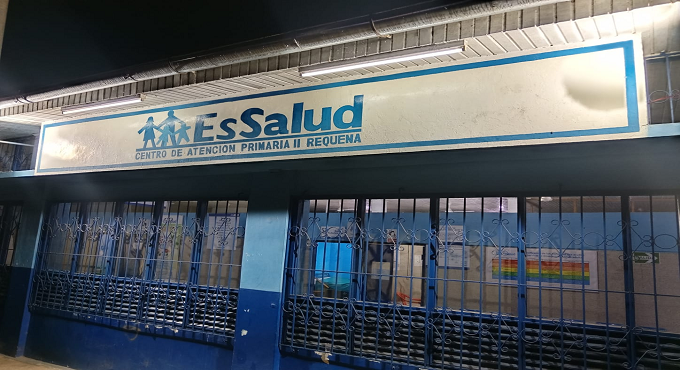 EsSalud
CENTRO DE ATENCION PRIMARIA II REQUENA